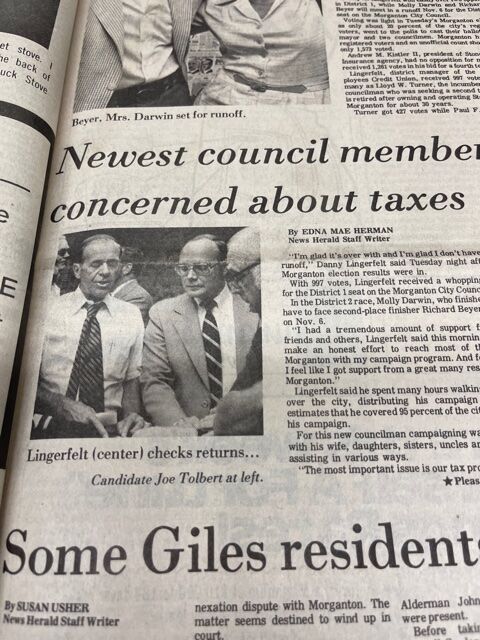 et stove. I
he back of
uck Stove
in District 1, while Molly Darwin and Richard
Beyer will meet in a runoff Nov. 6 for the District
seat on the Morganton City Council.
Voting was light in Tuesday's Morganton
as only about 20 percent of the city's
voters, went to the polls to cast their
mayor and two councilmen. Morganton
registered voters and an unofficial count
only 1,573 voted.
Andrew M. Kistler II, president of
Insurance agency, had no opposition for
received 1,261 votes in his bid for a fourth
Lingerfelt, district manager of the
ployees Credit Union, received 997 vot
many as Lloyd W. Turner, the incumbe
councilman who was seeking a second t
is retired after owning and operating
Morganton for about 30 years.
Turner got 427 votes while Paul F.
Beyer, Mrs. Darwin set for runoff.
Newest council member
concerned about taxes
By EDNA MAE HERMAN
News Herald Staff Writer
"I'm glad it's over with and I'm glad I don't have
runoff," Danny Lingerfelt said Tuesday night aft
Morganton election results were in.
With 997 votes, Lingerfelt received a whopping
for the District 1 seat on the Morganton City Counc
In the District 2 race, Molly Darwin, who finishe
have to face second-place finisher Richard Beyer
on Nov. 6.
"I had a tremendous amount of support f
friends and others, Lingerfelt said this mornin
make an honest effort to reach most of th
Morganton with my campaign program. And fo
I feel like I got support from a great many res
Morganton."
Lingerfelt said he spent many hours walkin
over the city, distributing his campaign
estimates that he covered 95 percent of the cit
his campaign.
For this new councilman campaigning wa
with his wife, daughters, sisters, uncles an
assisting in various ways.
"The most important issue is our tax pro
★Pleas
Lingerfelt (center) checks returns...
Candidate Joe Tolbert at left.
Some Giles residents
By SUSAN USHER
News Herald Staff Writer
nexation dispute with Morganton. The
matter seems destined to wind up in
court.
Alderman John
were present.
Before takin